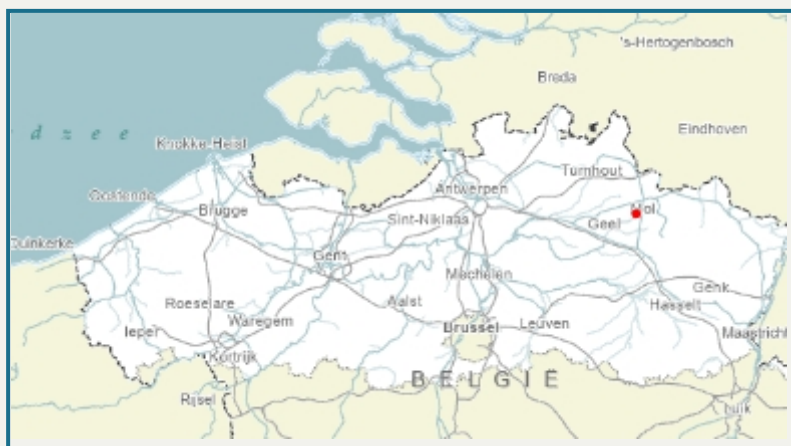 's-Hertogenbosch
Breda
Eindhoven
d z e e
Knokke-Heist
Turnhout
Antwerpen
Oostende
Brugge
Sint-Niklaas
Mol
Geel
Duinkerke
Gent
Mechelen
Genk
Roeselare
Aalst
Hasselt
Waregem
Ieper
Brussel
Leuven
Maastricht
Kortrijk
BELGIË
Rijsel
Luik